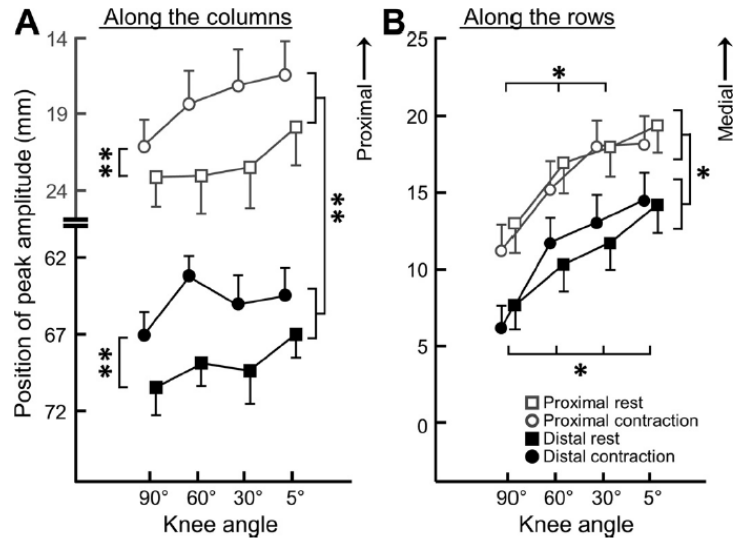 A
Along the columns
B
Along the rows
Position of peak amplitude (mm)
14
19
24
62
67
72
**
**
**
Proximal
90° 60° 30° 5°
Knee angle
25
20
15
10
5
0
*
*
*
Medial
Proximal rest
Proximal contraction
Distal rest
Distal contraction
90° 60° 30° 5°
Knee angle